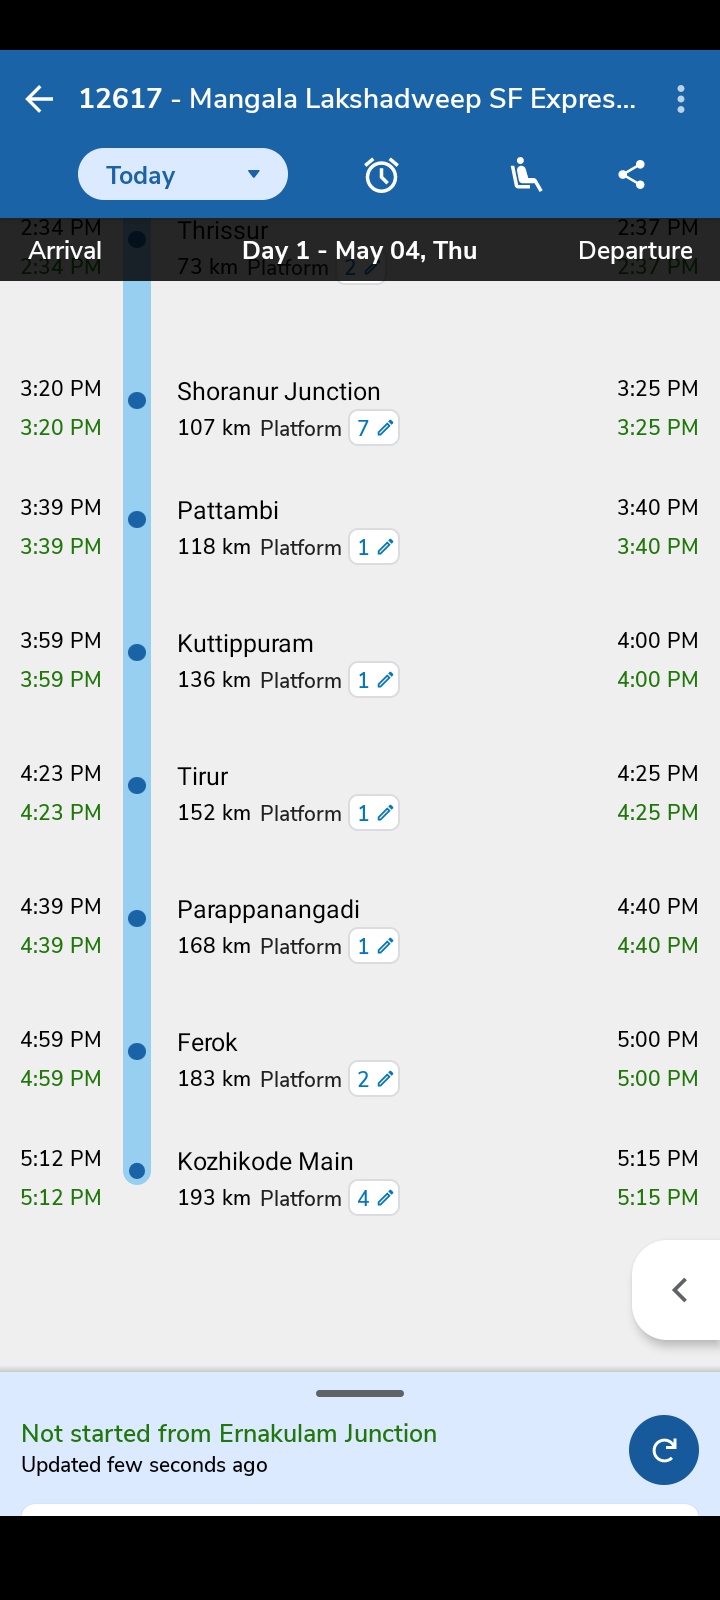 12617 - Mangala Lakshadweep SF Expres...
Today
2:34 PM Thrissur 2:37 PM
Arrival Day 1 - May 04, Thu Departure
2:34 PM 73 km Platform 2 2:37 PM
3:20 PM Shoranur Junction 3:25 PM
3:20 PM 107 km Platform 7 3:25 PM
3:39 PM Pattambi 3:40 PM
3:39 PM 118 km Platform 1 3:40 PM
3:59 PM Kuttippuram 4:00 PM
3:59 PM 136 km Platform 1 4:00 PM
4:23 PM Tirur 4:25 PM
4:23 PM 152 km Platform 1 4:25 PM
4:39 PM Parappanangadi 4:40 PM
4:39 PM 168 km Platform 1 4:40 PM
4:59 PM Ferok 5:00 PM
4:59 PM 183 km Platform 2 5:00 PM
5:12 PM Kozhikode Main 5:15 PM
5:12 PM 193 km Platform 4 5:15 PM
Not started from Ernakulam Junction
Updated few seconds ago